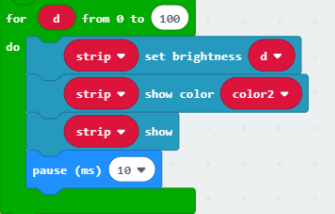 for d from 0 to 100
do
strip set brightness d
strip show color color2
strip show
pause (ms) 10